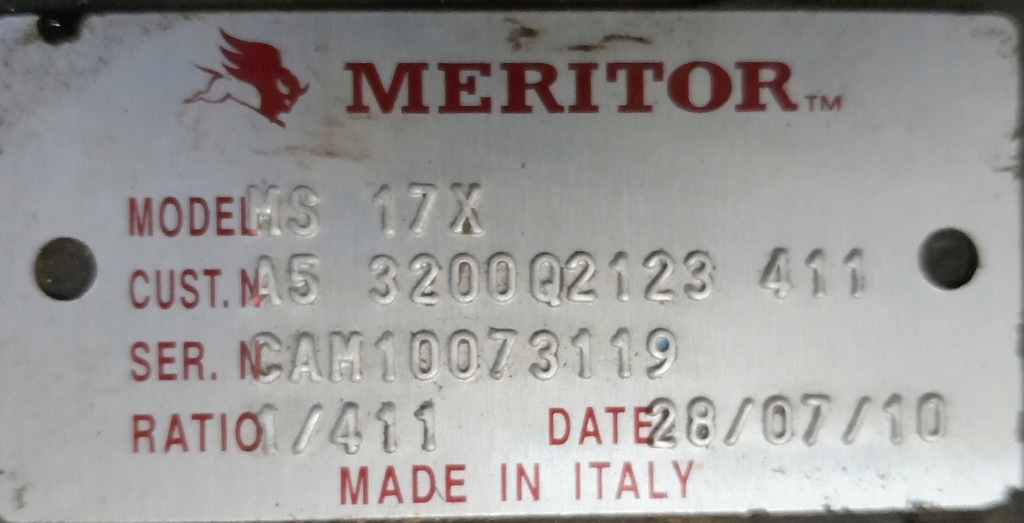 MERITOR™
MODEL MS 17X
CUST. N A5 3200Q2123 411
SER. N CAM10073119
RATIO 1/411 DATE 28/07/10
MADE IN ITALY